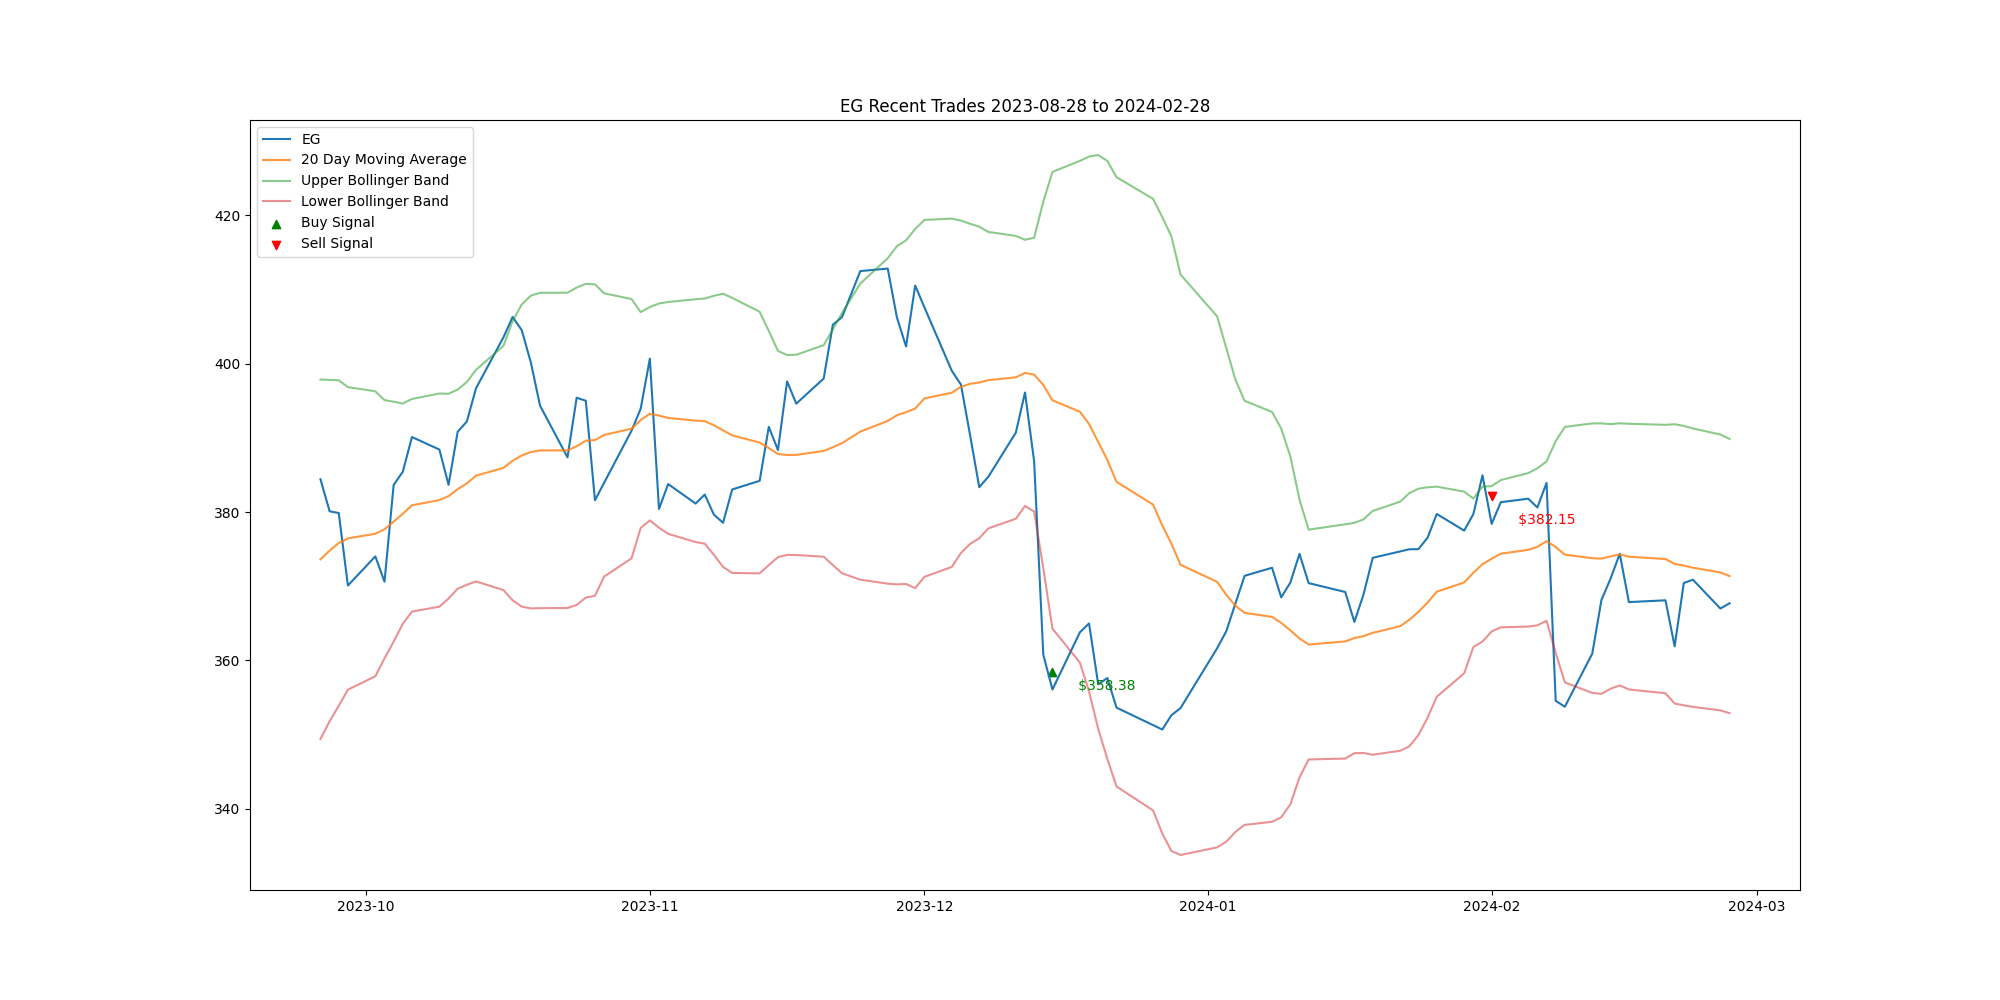 EG Recent Trades 2023-08-28 to 2024-02-28
EG
20 Day Moving Average
Upper Bollinger Band
Lower Bollinger Band
Buy Signal
Sell Signal
420
400
380
360
340
$382.15
$358.38
2023-10
2023-11
2023-12
2024-01
2024-02
2024-03